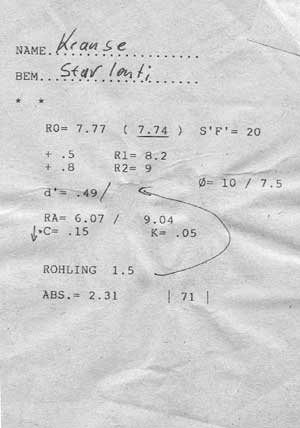 NAME. Krause
BEM. Star lenti
* *
RO= 7.77 ( 7.74 ) S'F'= 20
+ .5 R1= 8.2
+ .8 R2= 9
Ø= 10 / 7.5
d'= .49 /
RA= 6.07 / 9.04
*C= .15 K= .05
ROHLING 1.5
ABS.= 2.31 | 71 |